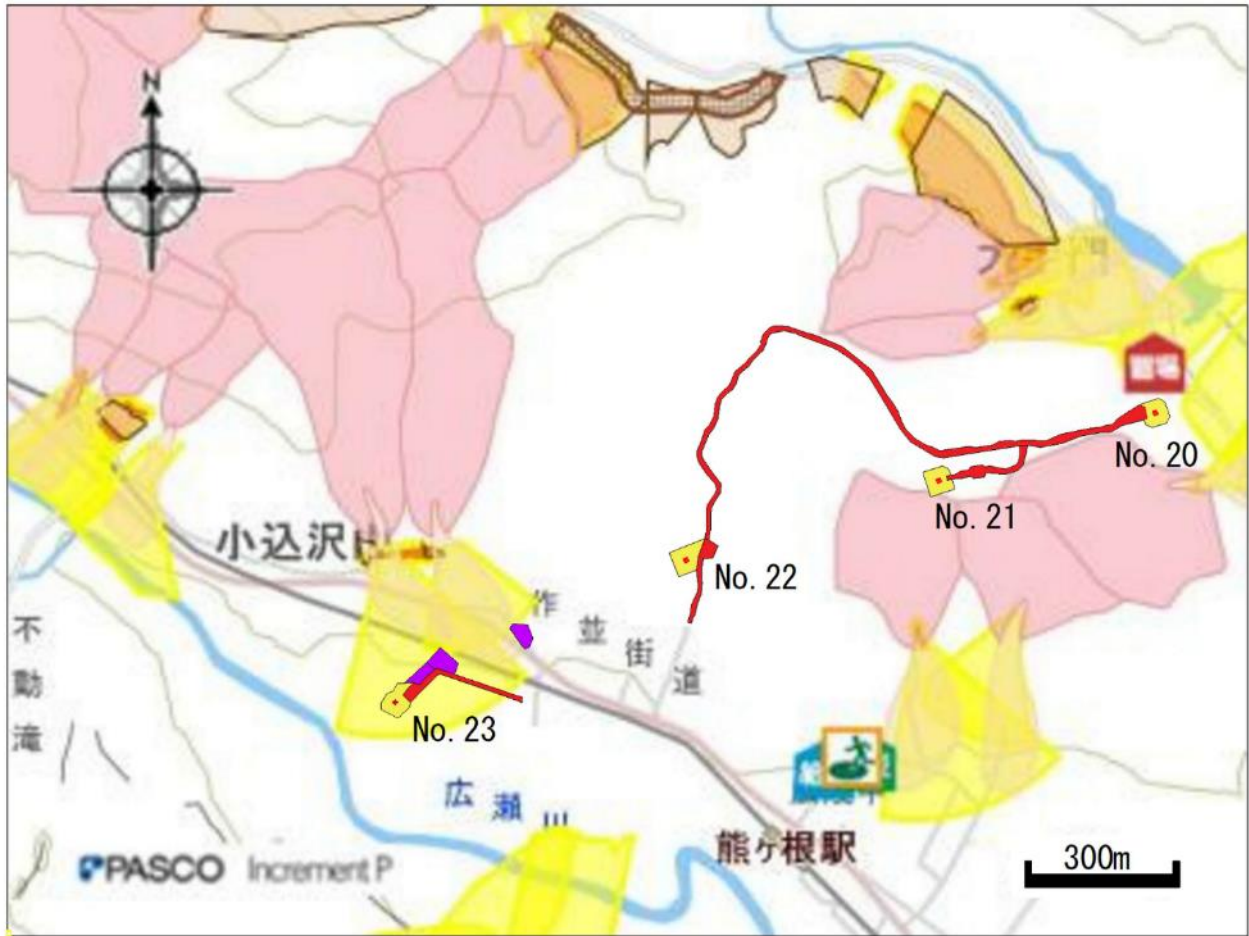 N
No. 20
No. 21
小込沢
No. 22
作並街道
不動滝
No. 23
広瀬川
熊ヶ根駅
PASCO Increment P
300m